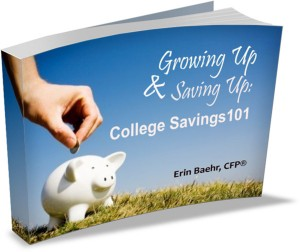 Growing Up
& Saving Up:
College Savings101
Erin Baehr, CFP®